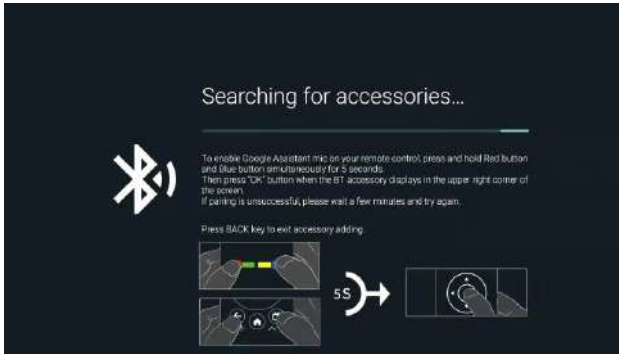 Searching for accessories...
To enable Google Assistant mic on your remote control, press and hold Red button
and Blue button simultaneously for 5 seconds.
Then press "OK" button when the BT accessory displays in the upper right corner of
the screen.
If pairing is unsuccessful, please wait a few minutes and try again.
Press BACK key to exit accessory adding.
5S